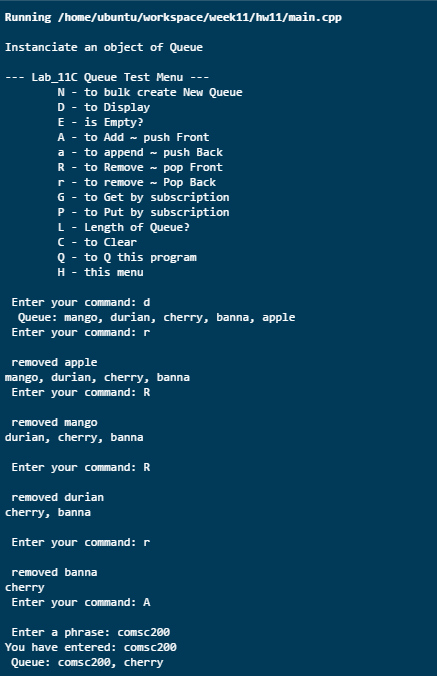 Running /home/ubuntu/workspace/week11/hw11/main.cpp
Instanciate an object of Queue
--- Lab_11C Queue Test Menu ---
N - to bulk create New Queue
D - to Display
E - is Empty?
A - to Add ~ push Front
a - to append ~ push Back
R - to Remove ~ pop Front
r - to remove ~ Pop Back
G - to Get by subscription
P - to Put by subscription
L - Length of Queue?
C - to Clear
Q - to Q this program
H - this menu
Enter your command: d
Queue: mango, durian, cherry, banna, apple
Enter your command: r
removed apple
mango, durian, cherry, banna
Enter your command: R
removed mango
durian, cherry, banna
Enter your command: R
removed durian
cherry, banna
Enter your command: r
removed banna
cherry
Enter your command: A
Enter a phrase: comsc200
You have entered: comsc200
Queue: comsc200, cherry